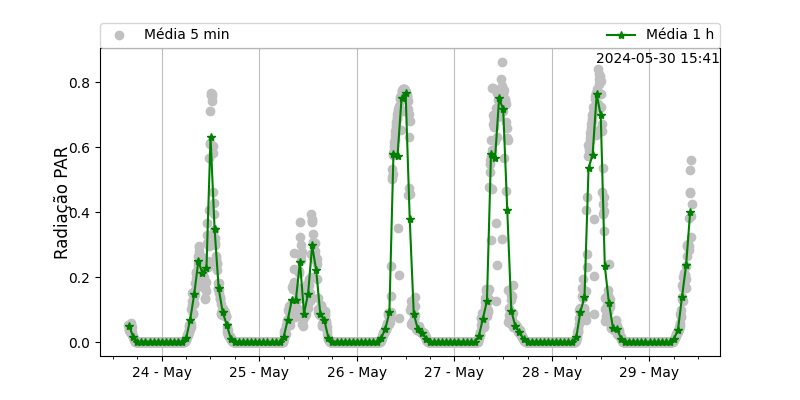 Média 5 min
Média 1 h
2024-05-30 15:41
Radiação PAR
0.8
0.6
0.4
0.2
0.0
24 - May
25 - May
26 - May
27 - May
28 - May
29 - May